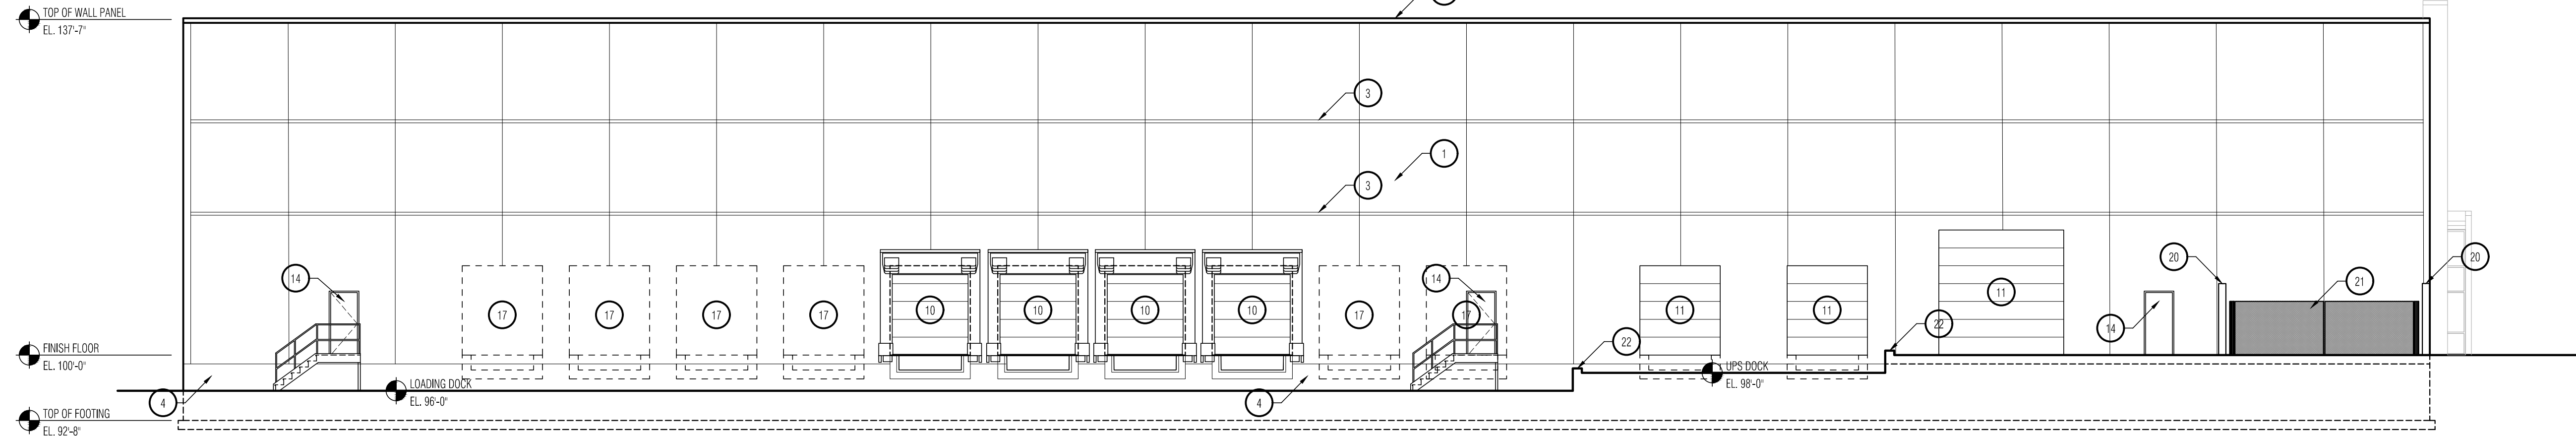 TOP OF WALL PANEL
EL. 137'-7"
3
1
3
14
17
17
17
17
10
10
10
10
17
14
17
11
11
11
20
21
20
14
22
22
FINISH FLOOR
EL. 100'-0"
UPS DOCK
EL. 98'-0"
LOADING DOCK
EL. 96'-0"
4
4
TOP OF FOOTING
EL. 92'-8"